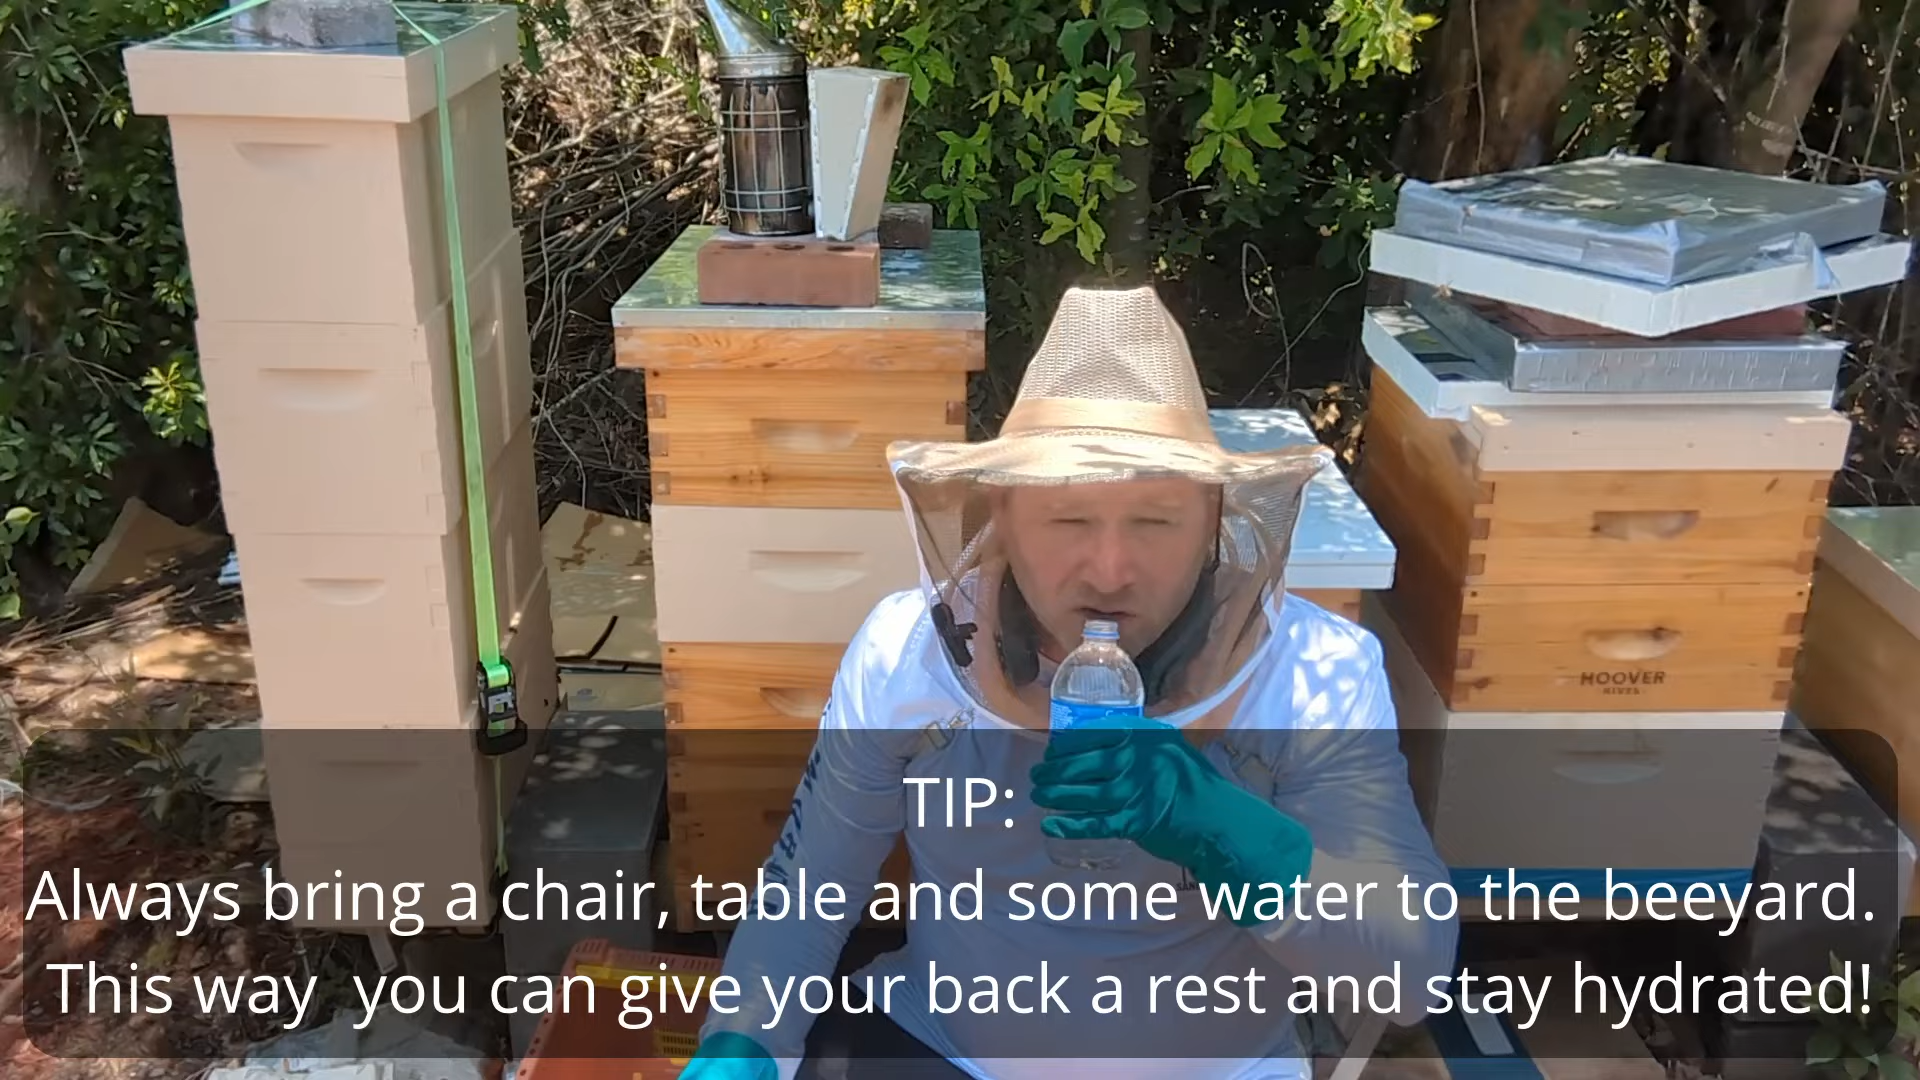 HOOVER
HIVES
TIP:
Always bring a chair, table and some water to the beeyard.
This way you can give your back a rest and stay hydrated!